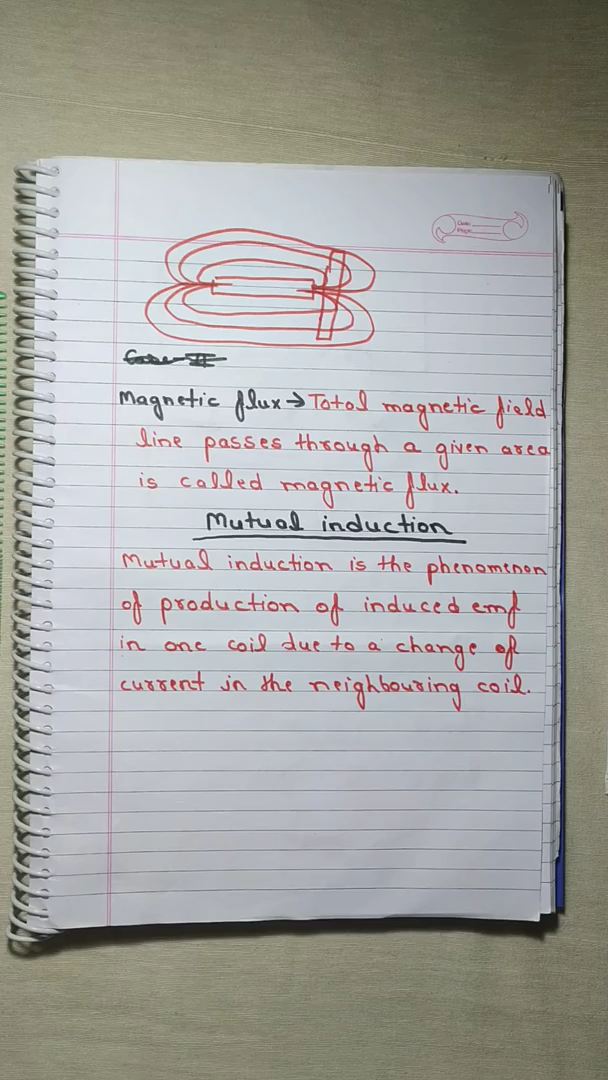 Case-II
Magnetic flux → Total magnetic field
line passes through a given area
is called magnetic flux.
Mutual induction
Mutual induction is the phenomenon
of production of induced emf
in one coil due to a change of
current in the neighbouring coil.